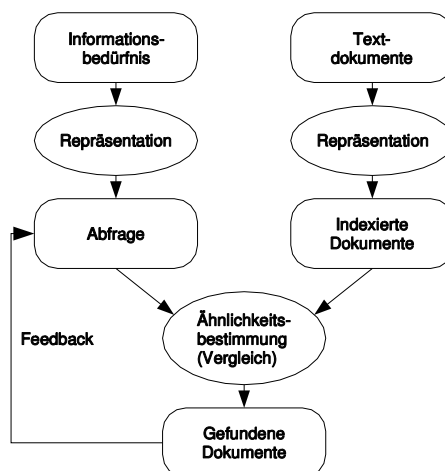 Informations-
bedürfnis
Text-
dokumente
Repräsentation
Repräsentation
Abfrage
Indexierte
Dokumente
Ähnlichkeits-
bestimmung
(Vergleich)
Feedback
Gefundene
Dokumente